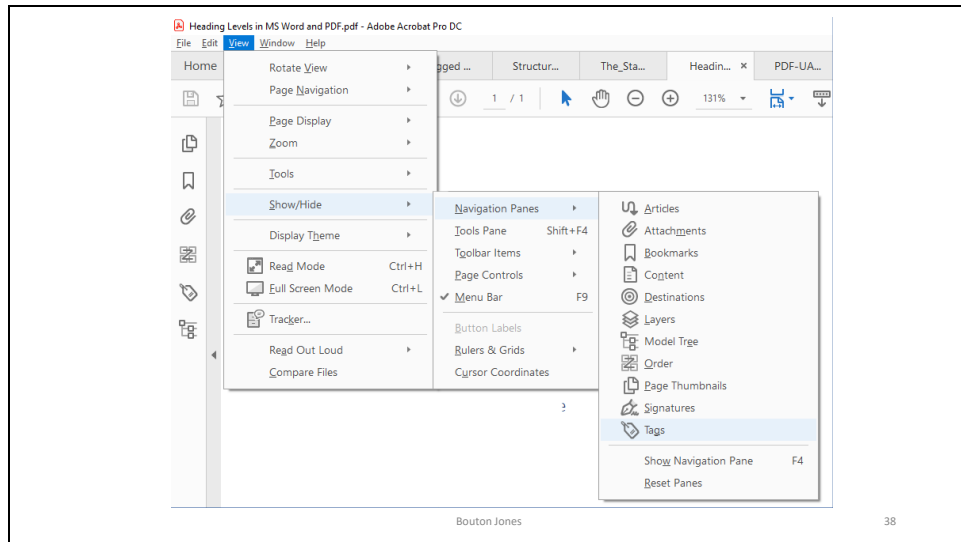 Heading Levels in MS Word and PDF.pdf - Adobe Acrobat Pro DC
File Edit View Window Help
Home gged ... Structur... The_Sta... Headin... × PDF-UA...
1 / 1 131%
Rotate View
Page Navigation
Page Display
Zoom
Tools
Show/Hide
Display Theme
Read Mode Ctrl+H
Full Screen Mode Ctrl+L
Tracker...
Read Out Loud
Compare Files
Navigation Panes
Tools Pane Shift+F4
Toolbar Items
Page Controls
Menu Bar F9
Button Labels
Rulers & Grids
Cursor Coordinates
Articles
Attachments
Bookmarks
Content
Destinations
Layers
Model Tree
Order
Page Thumbnails
Signatures
Tags
Show Navigation Pane F4
Reset Panes
Bouton Jones 38